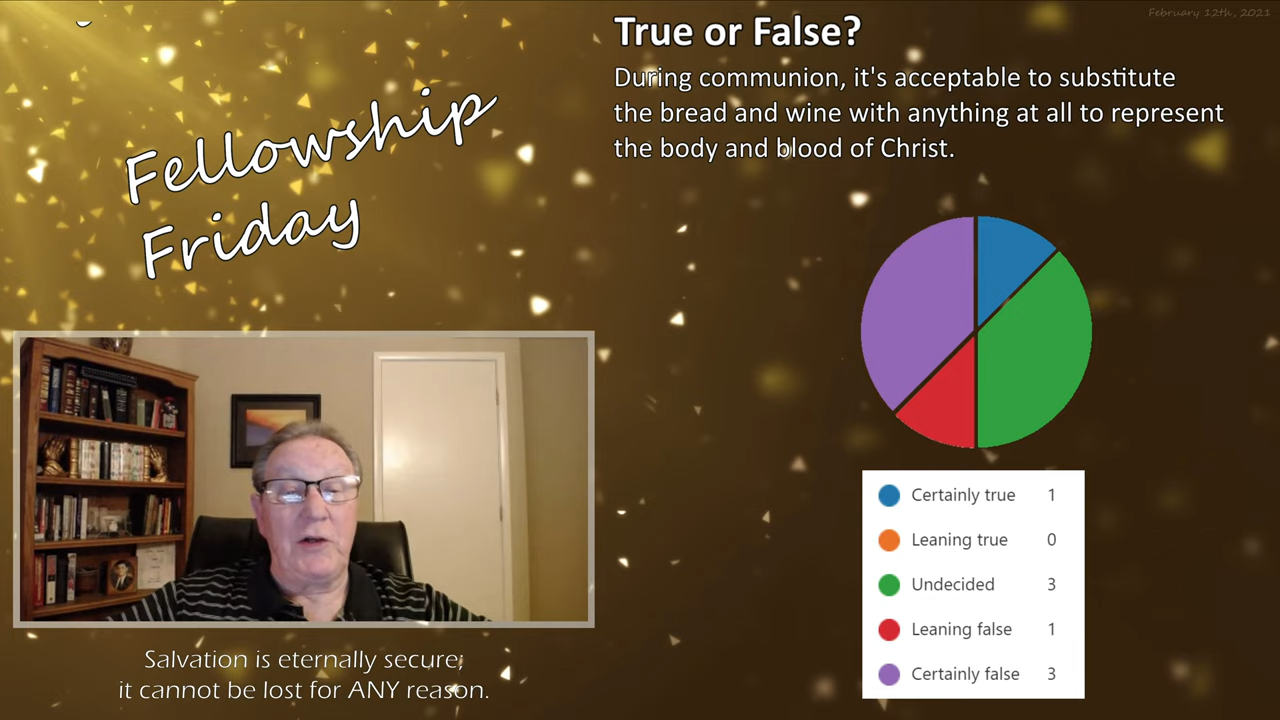 February 12th, 2021
Fellowship
Friday
True or False?
During communion, it's acceptable to substitute
the bread and wine with anything at all to represent
the body and blood of Christ.
Certainly true 1
Leaning true 0
Undecided 3
Leaning false 1
Certainly false 3
Salvation is eternally secure;
it cannot be lost for ANY reason.